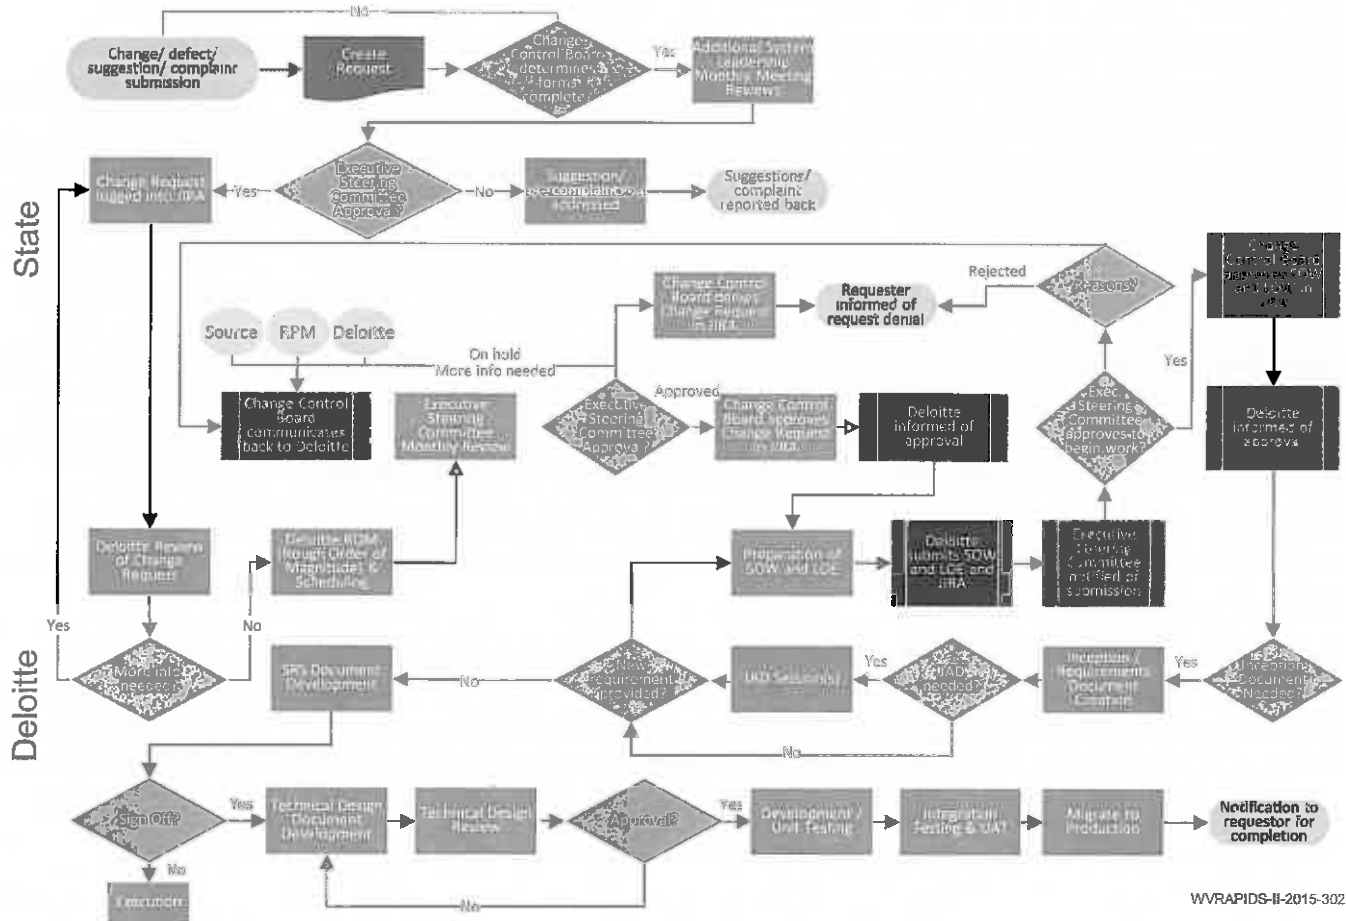 No
Change/ defect/
suggestion/ complaint
submission
Create
Request
Change
Control Board
determines
forms
complete?
Yes
Additional System
Leadership
Monthly Meeting
Reviews
State
Change Request
logged into JIRA
Yes
Executive
Steering
Committee
Approval?
No
Suggestion/
complaint
addressed
Suggestions/
complaint
reported back
Change Control
Board denies
Change Request
in JIRA
Requester
informed of
request denial
Rejected
Reasons?
Change
Control Board
approves SOW
and LOE in
JIRA
Source
RPM
Deloitte
On hold
More info needed
Yes
Change Control
Board
communicates
back to Deloitte
Executive
Steering
Committee
Monthly Review
Executive
Steering
Committee
Approval?
Approved
Change Control
Board approves
Change Request
in JIRA
Deloitte
informed of
approval
Exec.
Steering
Committee
approves to
begin work?
Deloitte
informed of
approval
Deloitte Review
of Change
Request
Deloitte ROM,
Rough Order of
Magnitudes &
Scheduling
Preparation of
SOW and LOE
Deloitte
submits SOW
and LOE and
JIRA
Executive
Steering
Committee
notified of
submission
Deloitte
Yes
More info
needed?
No
SRS Document
Development
No
New
requirement
provided?
Yes
JAD
needed?
Inception /
Requirements
Document
Yes
Inception
Document
Needed?
No
Sign Off?
Yes
Technical Design
Document
Development
Technical Design
Review
Approval?
Yes
Development /
Unit Testing
Integration
Testing & UAT
Migrate to
Production
Notification to
requestor for
completion
No
Execution
No
WVRAPIDS-II-2015-302